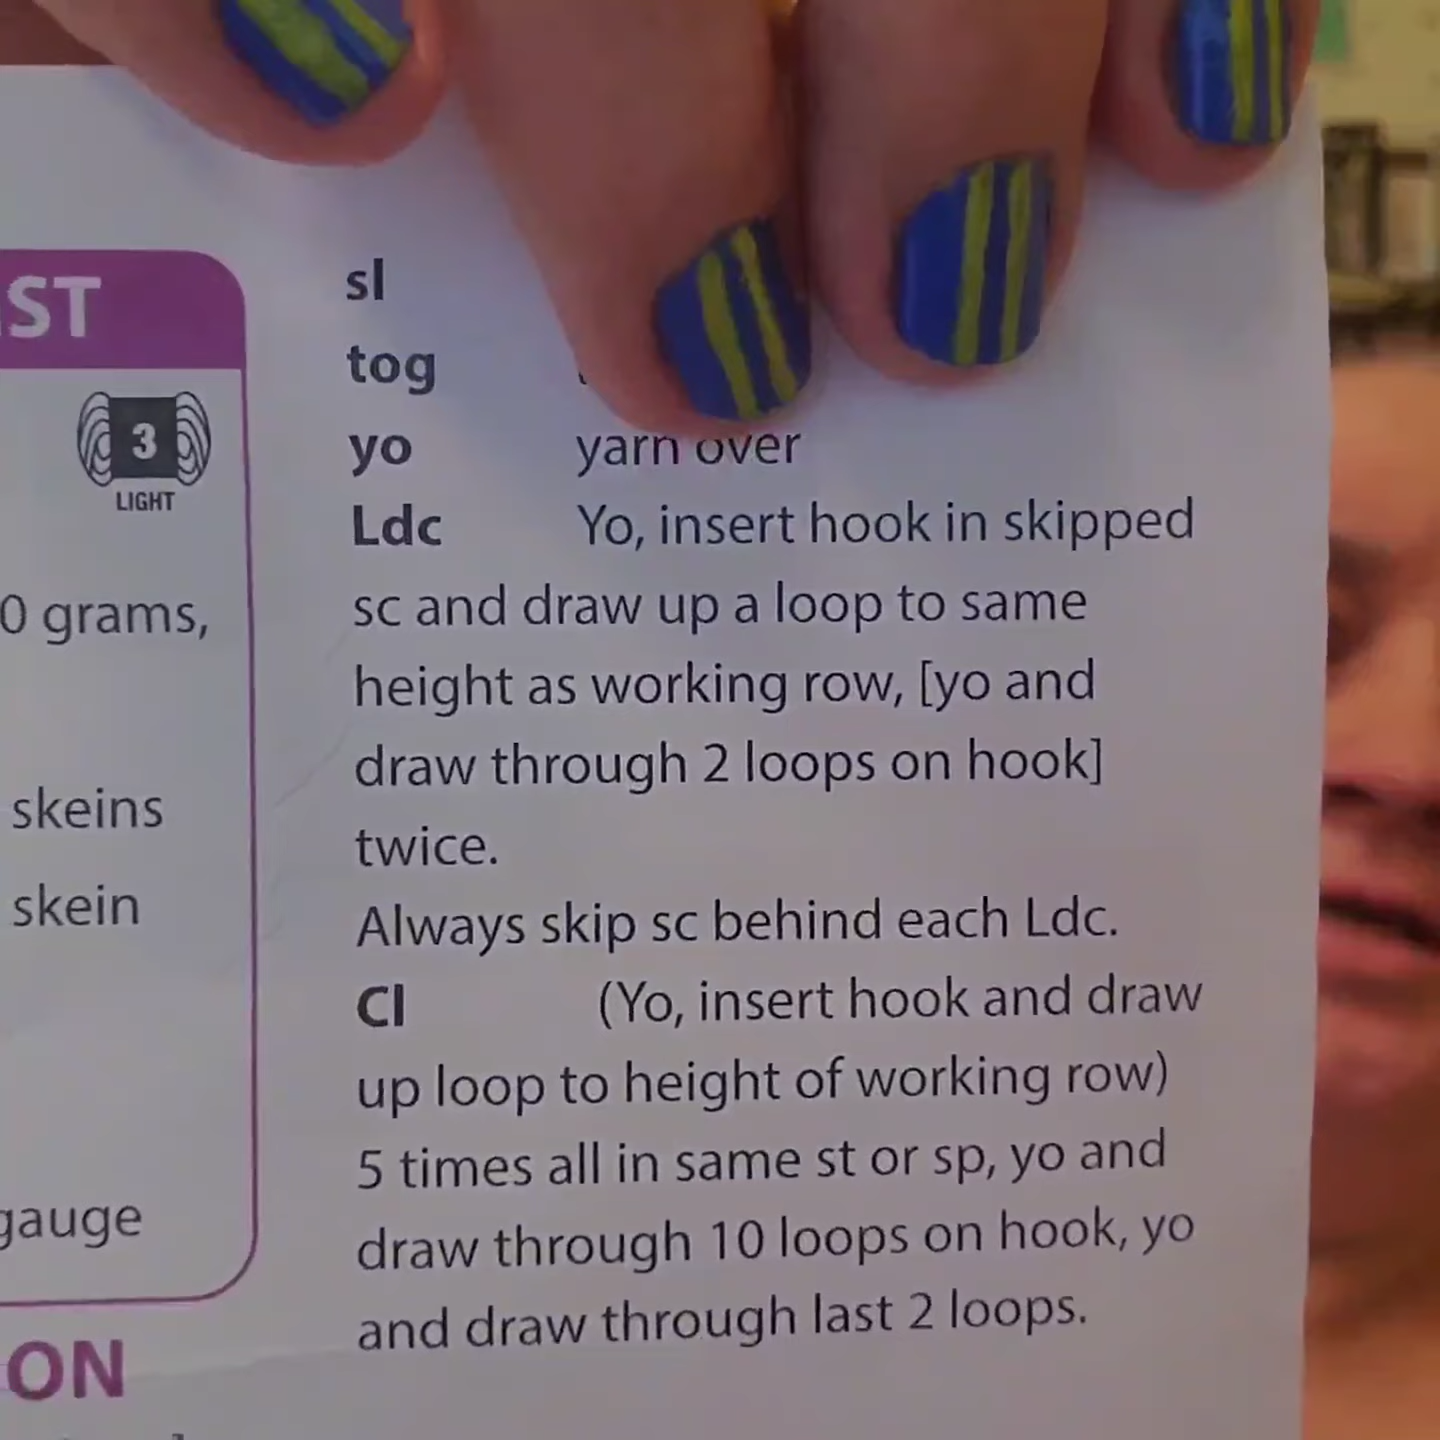 ST
3
LIGHT
0 grams,
skeins
skein
gauge
ON
sl
tog
yo yarn over
Ldc Yo, insert hook in skipped
sc and draw up a loop to same
height as working row, [yo and
draw through 2 loops on hook]
twice.
Always skip sc behind each Ldc.
Cl (Yo, insert hook and draw
up loop to height of working row)
5 times all in same st or sp, yo and
draw through 10 loops on hook, yo
and draw through last 2 loops.